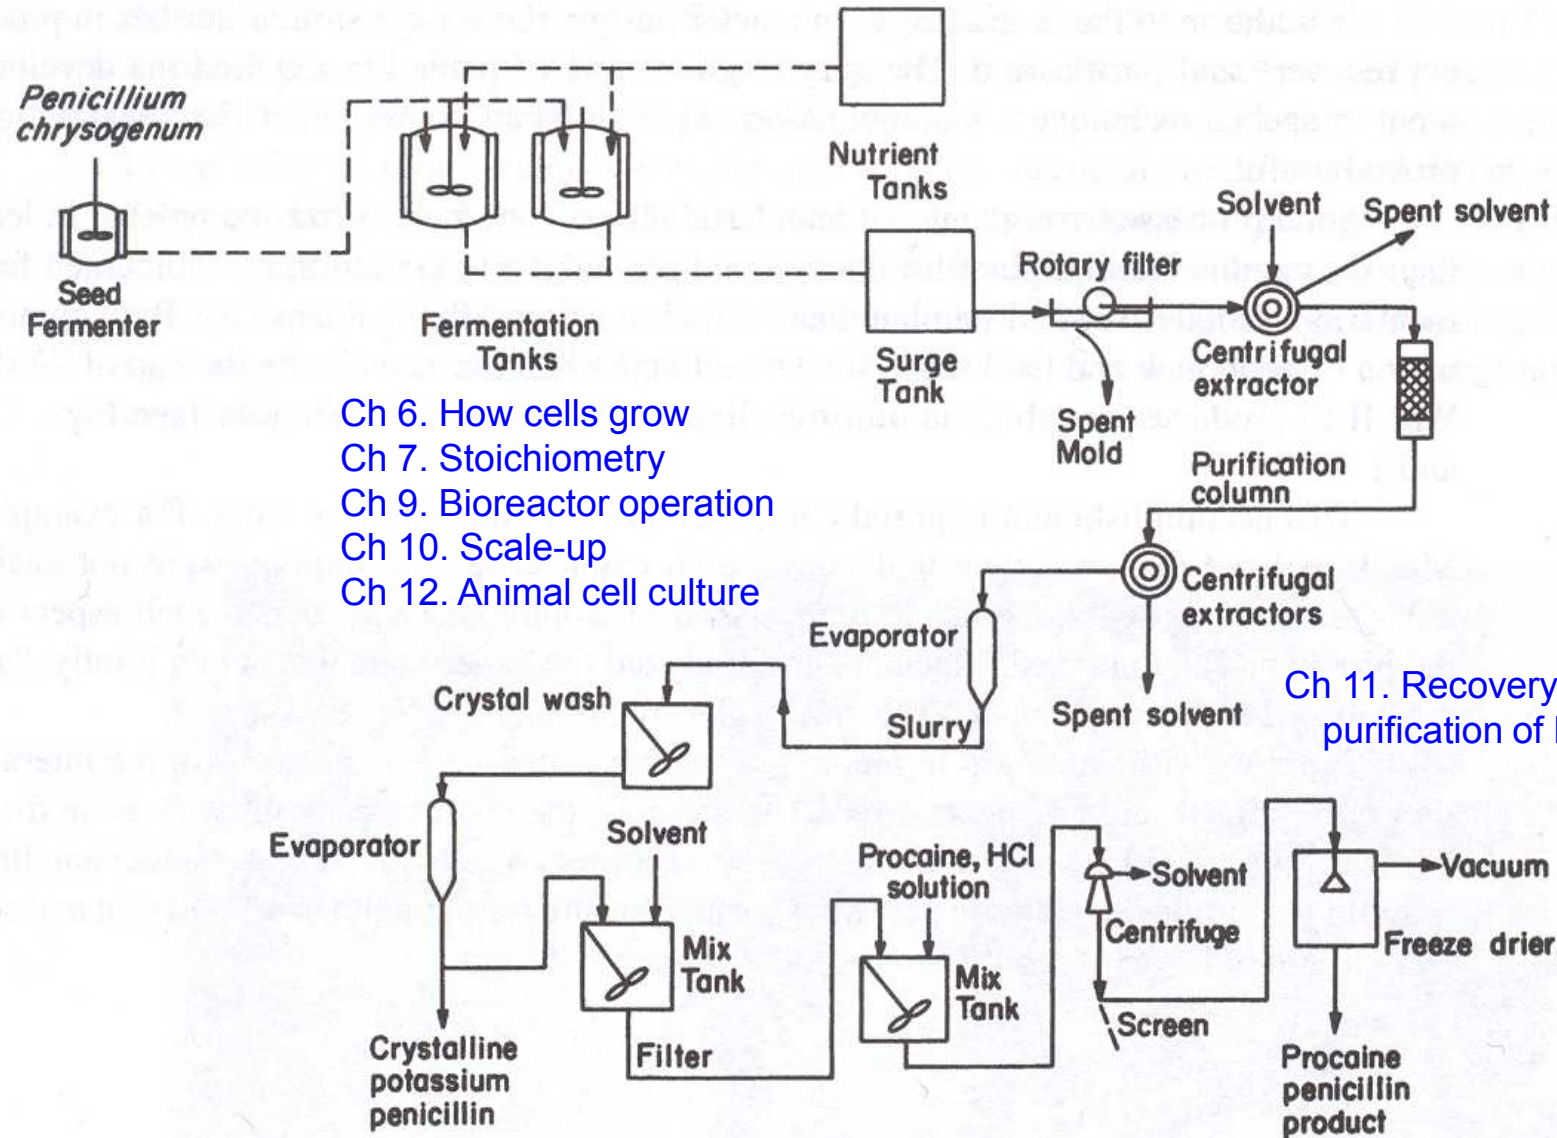 Penicillium
chrysogenum
Seed
Fermenter
Fermentation
Tanks
Nutrient
Tanks
Surge
Tank
Rotary filter
Spent
Mold
Solvent
Spent solvent
Centrifugal
extractor
Purification
column
Centrifugal
extractors
Spent solvent
Ch 6. How cells grow
Ch 7. Stoichiometry
Ch 9. Bioreactor operation
Ch 10. Scale-up
Ch 12. Animal cell culture
Ch 11. Recovery
purification of
Evaporator
Slurry
Crystal wash
Evaporator
Crystalline
potassium
penicillin
Solvent
Mix
Tank
Filter
Procaine, HCl
solution
Mix
Tank
Solvent
Centrifuge
Screen
Vacuum
Freeze drier
Procaine
penicillin
product